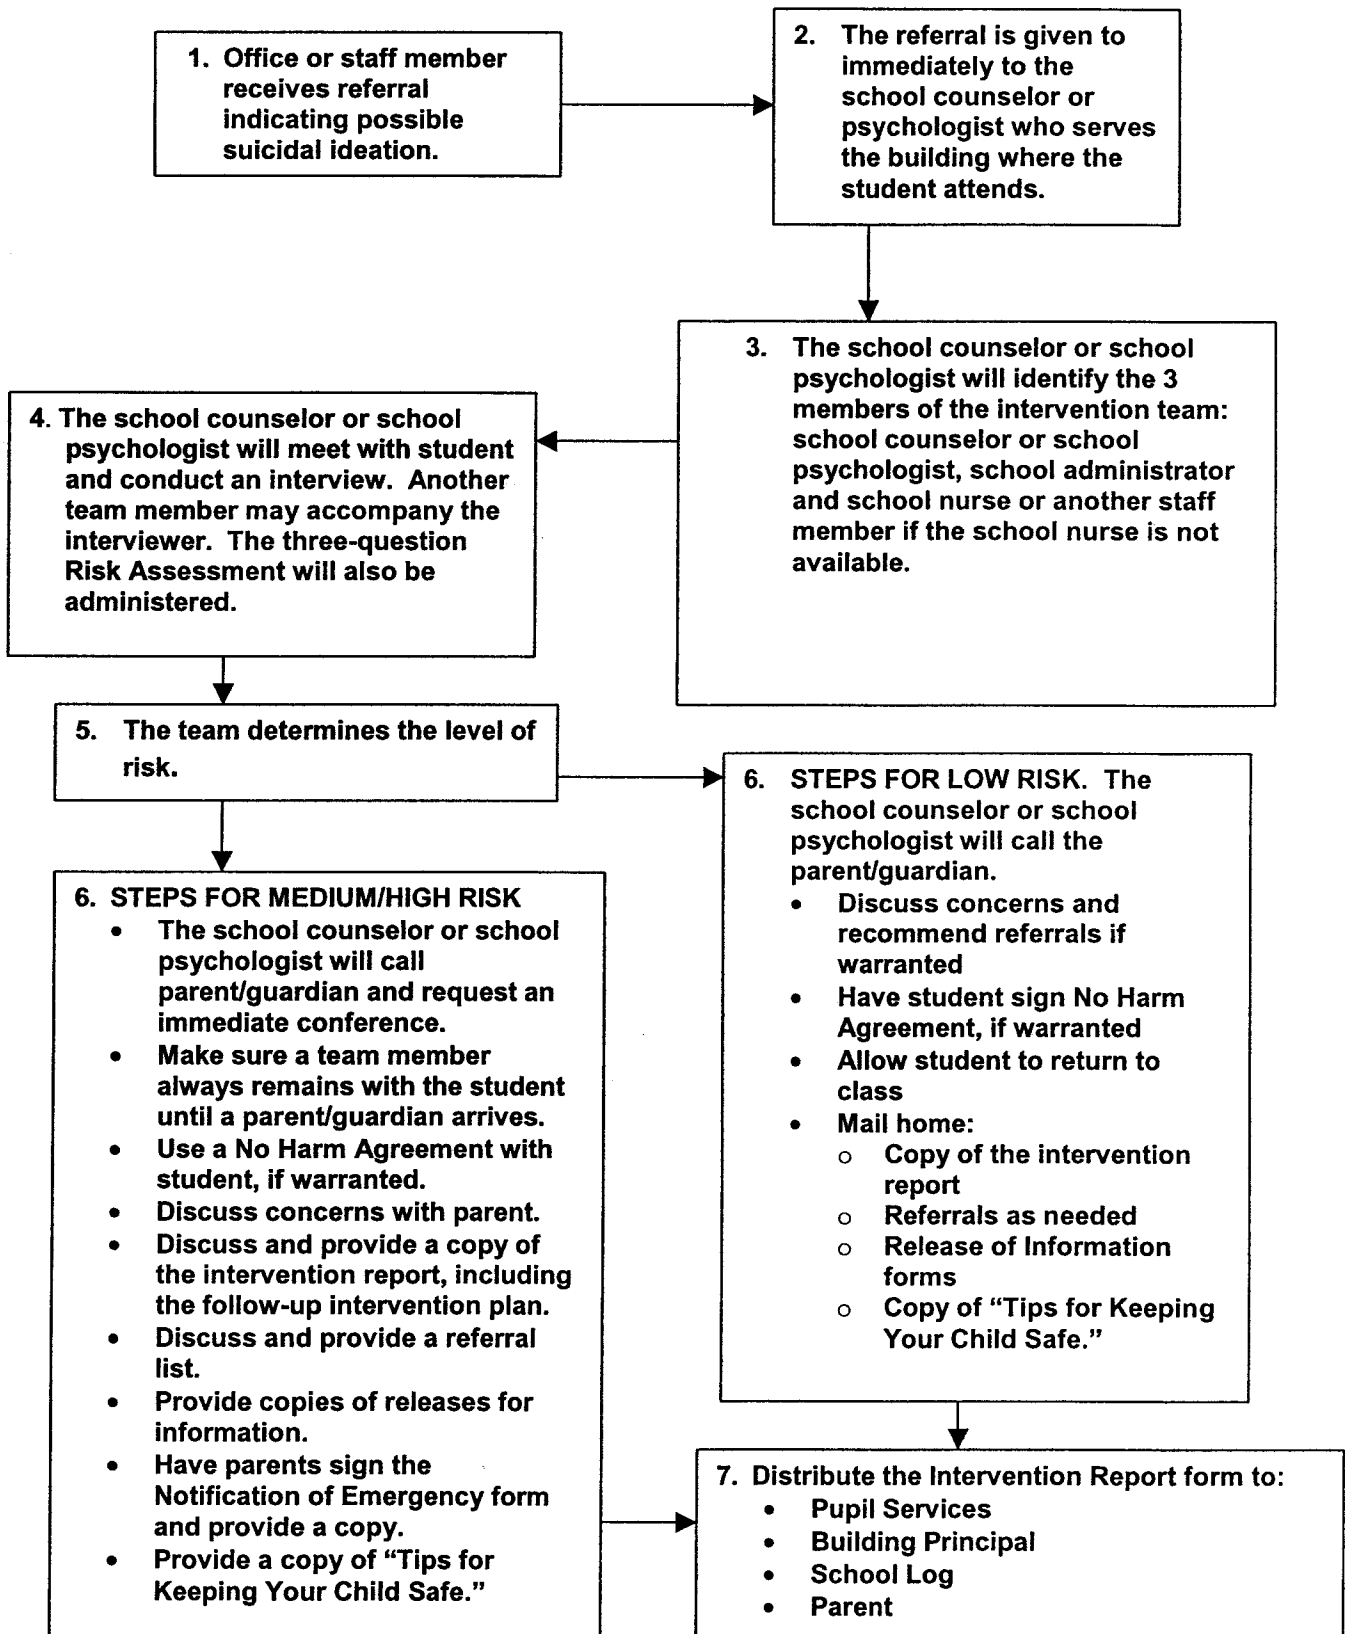 1. Office or staff member
receives referral
indicating possible
suicidal ideation.
2. The referral is given to
immediately to the
school counselor or
psychologist who serves
the building where the
student attends.
3. The school counselor or school
psychologist will identify the 3
members of the intervention team:
school counselor or school
psychologist, school administrator
and school nurse or another staff
member if the school nurse is not
available.
4. The school counselor or school
psychologist will meet with student
and conduct an interview. Another
team member may accompany the
interviewer. The three-question
Risk Assessment will also be
administered.
5. The team determines the level of
risk.
6. STEPS FOR LOW RISK. The
school counselor or school
psychologist will call the
parent/guardian.
• Discuss concerns and
recommend referrals if
warranted
• Have student sign No Harm
Agreement, if warranted
• Allow student to return to
class
• Mail home:
o Copy of the intervention
report
o Referrals as needed
o Release of Information
forms
o Copy of “Tips for Keeping
Your Child Safe.”
6. STEPS FOR MEDIUM/HIGH RISK
• The school counselor or school
psychologist will call
parent/guardian and request an
immediate conference.
• Make sure a team member
always remains with the student
until a parent/guardian arrives.
• Use a No Harm Agreement with
student, if warranted.
• Discuss concerns with parent.
• Discuss and provide a copy of
the intervention report, including
the follow-up intervention plan.
• Discuss and provide a referral
list.
• Provide copies of releases for
information.
• Have parents sign the
Notification of Emergency form
and provide a copy.
• Provide a copy of “Tips for
Keeping Your Child Safe.”
7. Distribute the Intervention Report form to:
• Pupil Services
• Building Principal
• School Log
• Parent